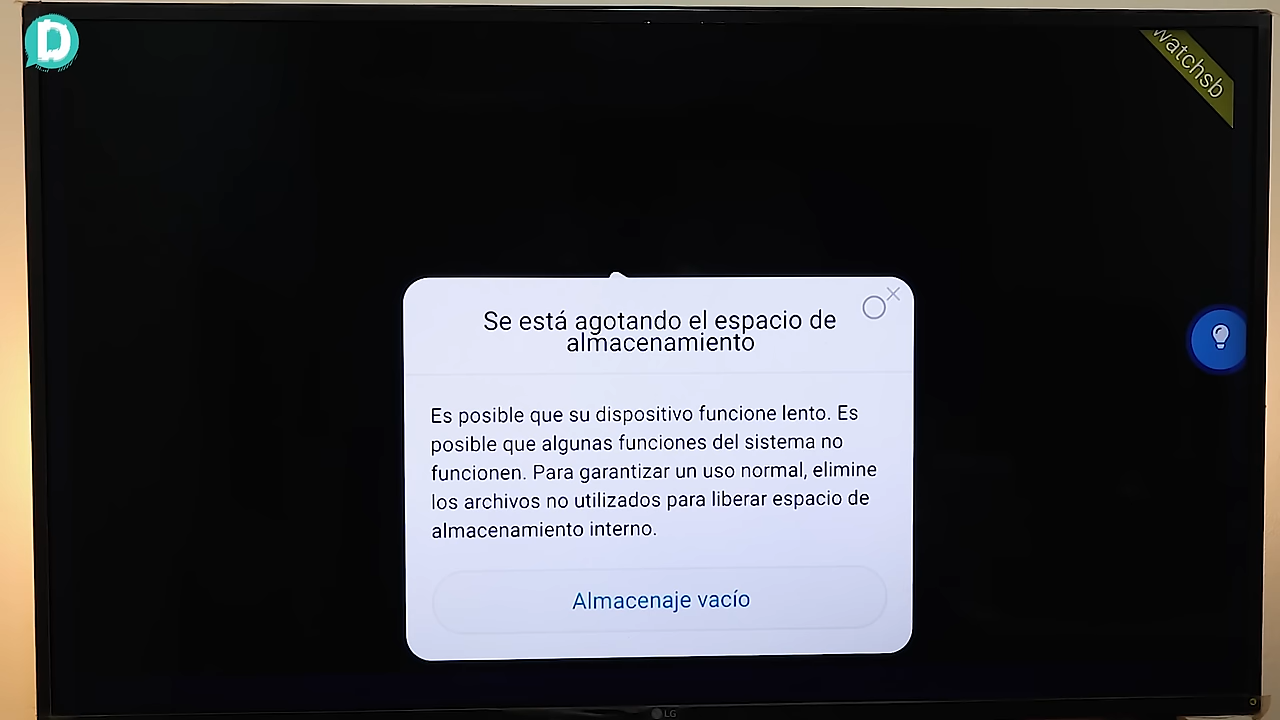 D
watchsb
Se está agotando el espacio de
almacenamiento
Es posible que su dispositivo funcione lento. Es
posible que algunas funciones del sistema no
funcionen. Para garantizar un uso normal, elimine
los archivos no utilizados para liberar espacio de
almacenamiento interno.
Almacenaje vacío
LG